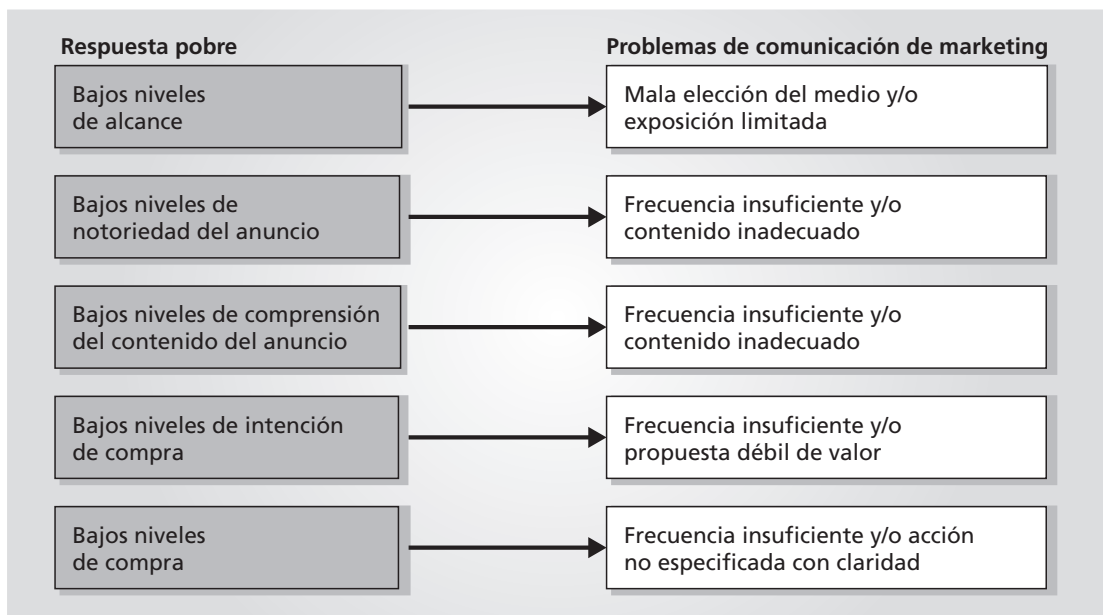 Respuesta pobre
Problemas de comunicación de marketing
Bajos niveles
de alcance
Mala elección del medio y/o
exposición limitada
Bajos niveles de
notoriedad del anuncio
Frecuencia insuficiente y/o
contenido inadecuado
Bajos niveles de comprensión
del contenido del anuncio
Frecuencia insuficiente y/o
contenido inadecuado
Bajos niveles de intención
de compra
Frecuencia insuficiente y/o
propuesta débil de valor
Bajos niveles
de compra
Frecuencia insuficiente y/o acción
no especificada con claridad